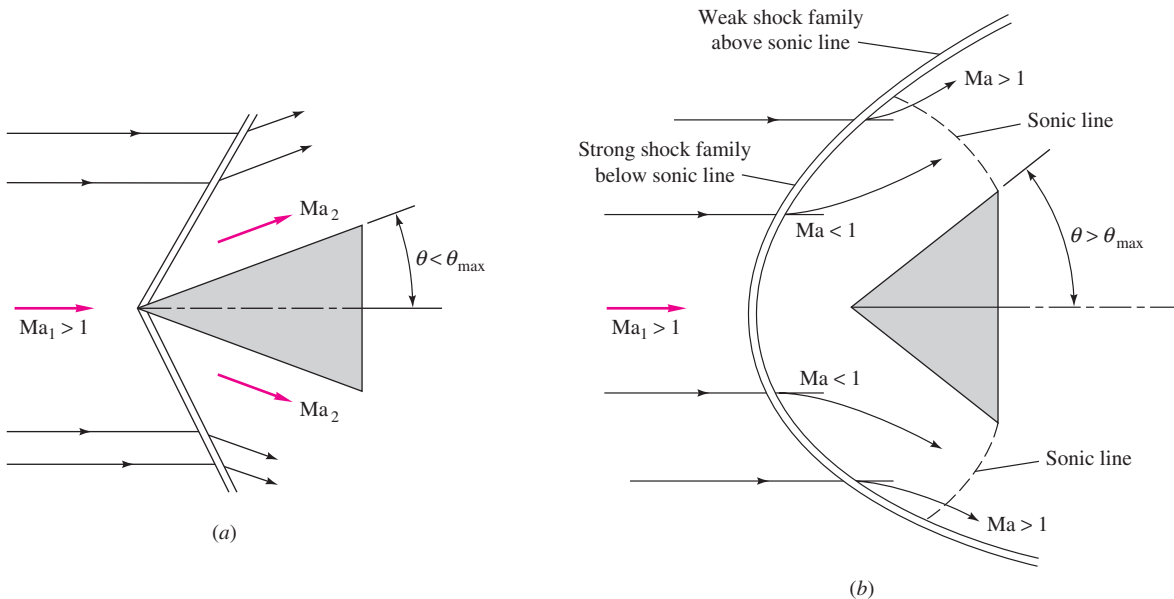 Ma₂
θ < θmax
Ma₁ > 1
Ma₂
(a)
Weak shock family
above sonic line
Ma > 1
Sonic line
Strong shock family
below sonic line
Ma < 1
θ > θmax
Ma₁ > 1
Ma < 1
Sonic line
Ma > 1
(b)